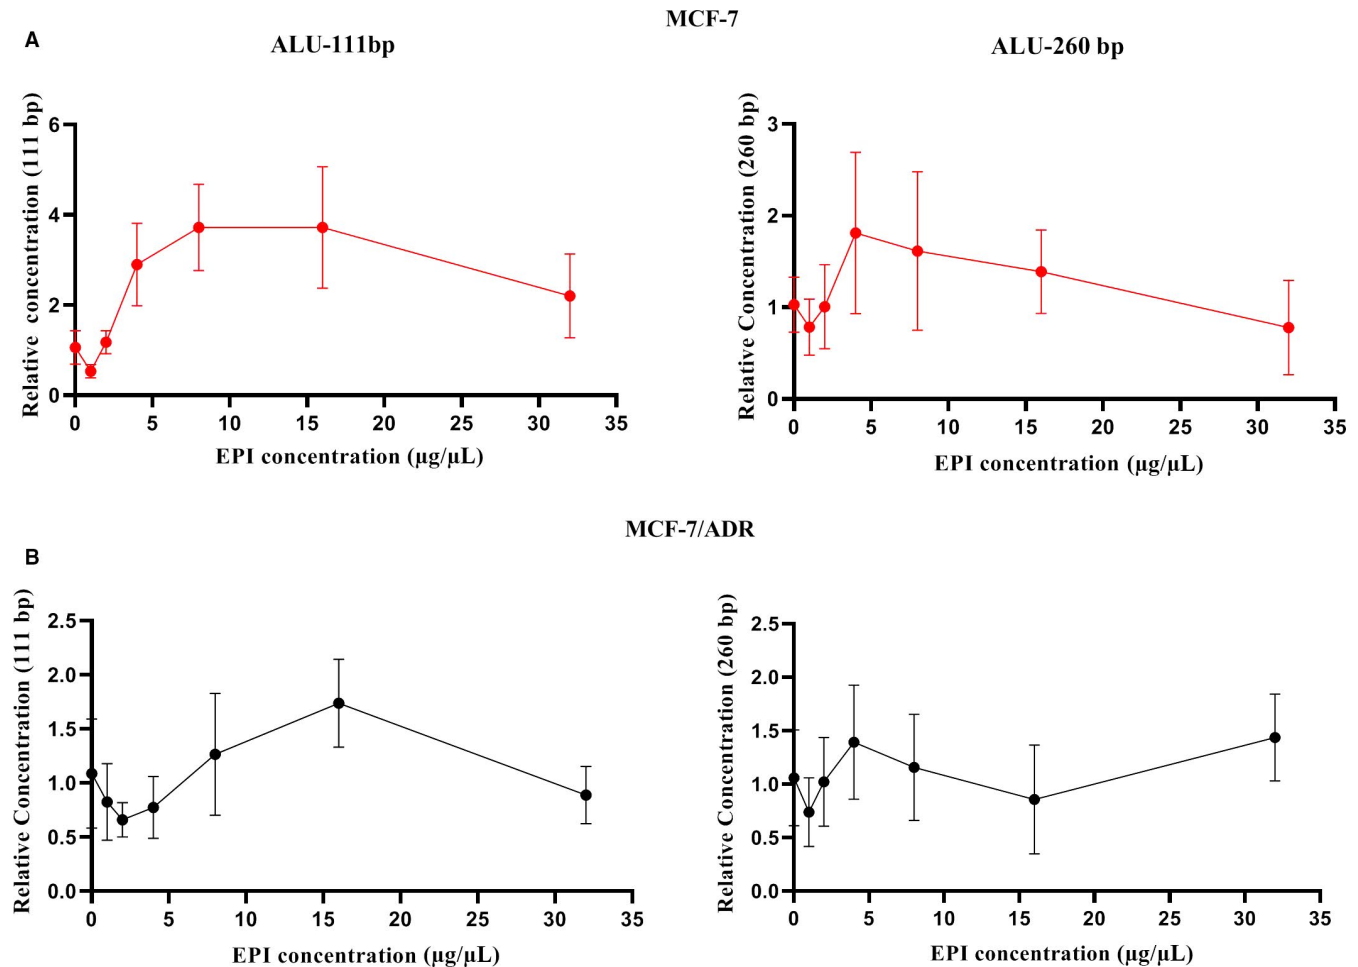 MCF-7
A
ALU-111bp
ALU-260 bp
Relative concentration (111 bp)
6
4
2
0
0 5 10 15 20 25 30 35
EPI concentration (µg/µL)
Relative Concentration (260 bp)
3
2
1
0
0 5 10 15 20 25 30 35
EPI concentration (µg/µL)
MCF-7/ADR
B
Relative Concentration (111 bp)
2.5
2.0
1.5
1.0
0.5
0.0
0 5 10 15 20 25 30 35
EPI concentration (µg/µL)
Relative Concentration (260 bp)
2.5
2.0
1.5
1.0
0.5
0.0
0 5 10 15 20 25 30 35
EPI concentration (µg/µL)